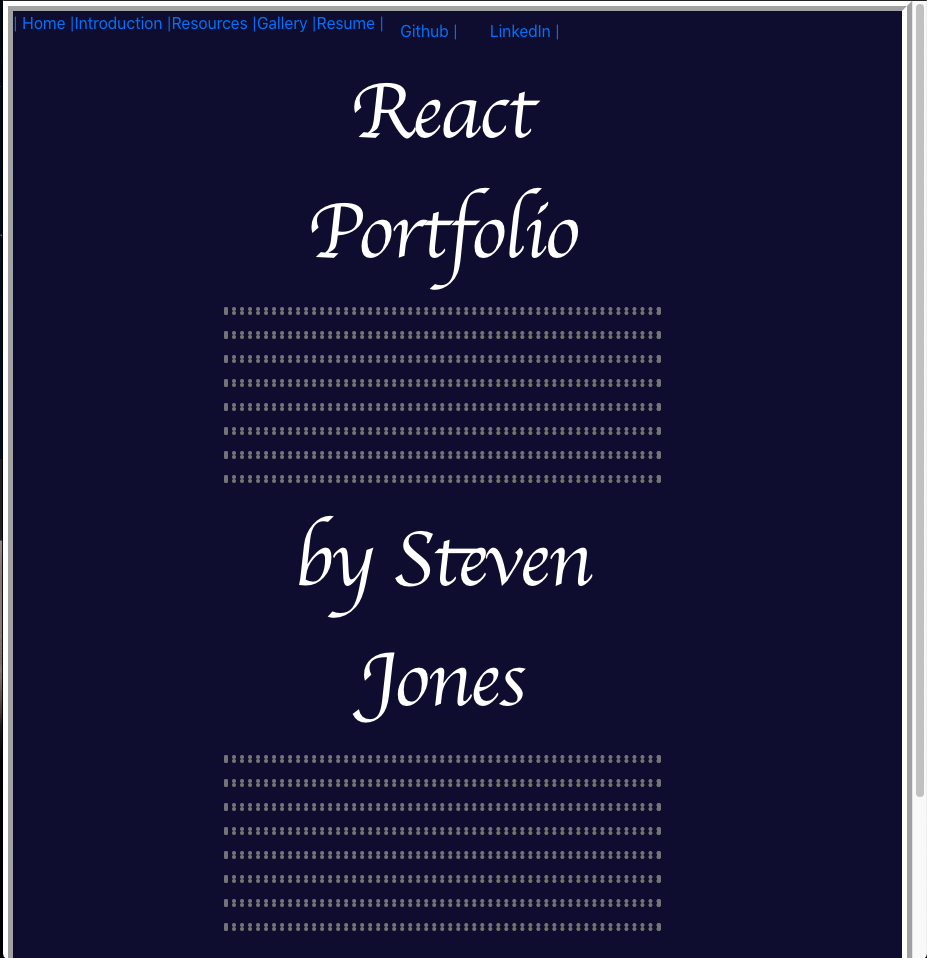 | Home |Introduction |Resources |Gallery |Resume | Github | LinkedIn |
React
Portfolio
by Steven
Jones